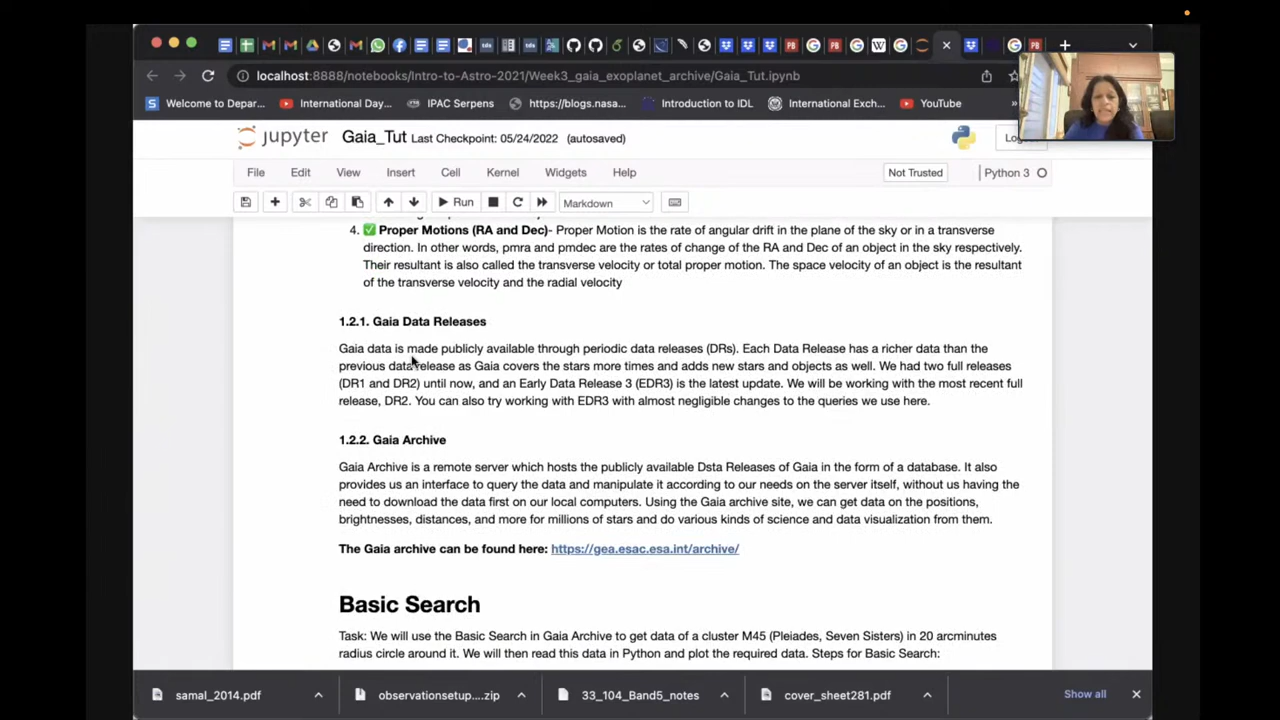 localhost:8888/notebooks/Intro-to-Astro-2021/Week3_gaia_exoplanet_archive/Gaia_Tut.ipynb
Welcome to Depar... International Day... IPAC Serpens https://blogs.nasa... Introduction to IDL International Exch... YouTube »
jupyter Gaia_Tut Last Checkpoint: 05/24/2022 (autosaved)
File Edit View Insert Cell Kernel Widgets Help Not Trusted Python 3
Run Markdown
4. ✅ Proper Motions (RA and Dec)- Proper Motion is the rate of angular drift in the plane of the sky or in a transverse
direction. In other words, pmra and pmdec are the rates of change of the RA and Dec of an object in the sky respectively.
Their resultant is also called the transverse velocity or total proper motion. The space velocity of an object is the resultant
of the transverse velocity and the radial velocity
1.2.1. Gaia Data Releases
Gaia data is made publicly available through periodic data releases (DRs). Each Data Release has a richer data than the
previous data release as Gaia covers the stars more times and adds new stars and objects as well. We had two full releases
(DR1 and DR2) until now, and an Early Data Release 3 (EDR3) is the latest update. We will be working with the most recent full
release, DR2. You can also try working with EDR3 with almost negligible changes to the queries we use here.
1.2.2. Gaia Archive
Gaia Archive is a remote server which hosts the publicly available Dsta Releases of Gaia in the form of a database. It also
provides us an interface to query the data and manipulate it according to our needs on the server itself, without us having the
need to download the data first on our local computers. Using the Gaia archive site, we can get data on the positions,
brightnesses, distances, and more for millions of stars and do various kinds of science and data visualization from them.
The Gaia archive can be found here: https://gea.esac.esa.int/archive/
Basic Search
Task: We will use the Basic Search in Gaia Archive to get data of a cluster M45 (Pleiades, Seven Sisters) in 20 arcminutes
radius circle around it. We will then read this data in Python and plot the required data. Steps for Basic Search:
samal_2014.pdf observationsetup....zip 33_104_Band5_notes cover_sheet281.pdf Show all